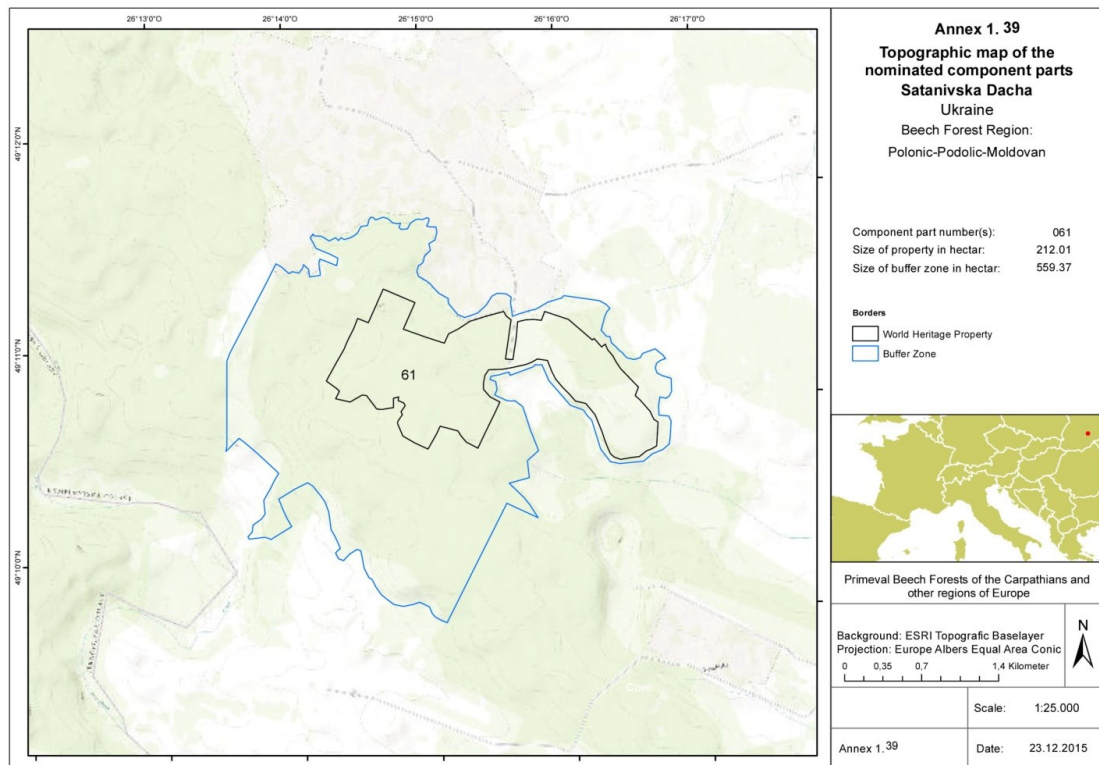 26°13'0"E
26°14'0"E
26°15'0"E
26°16'0"E
26°17'0"E
49°12'0"N
49°11'0"N
49°10'0"N
61
Annex 1. 39
Topographic map of the
nominated component parts
Satanivska Dacha
Ukraine
Beech Forest Region:
Polonic-Podolic-Moldovan
Component part number(s): 061
Size of property in hectar: 212.01
Size of buffer zone in hectar: 559.37
Borders
World Heritage Property
Buffer Zone
Primeval Beech Forests of the Carpathians and
other regions of Europe
Background: ESRI Topografic Baselayer
Projection: Europe Albers Equal Area Conic
N
0 0,35 0,7 1,4 Kilometer
Scale: 1:25.000
Annex 1. 39
Date: 23.12.2015